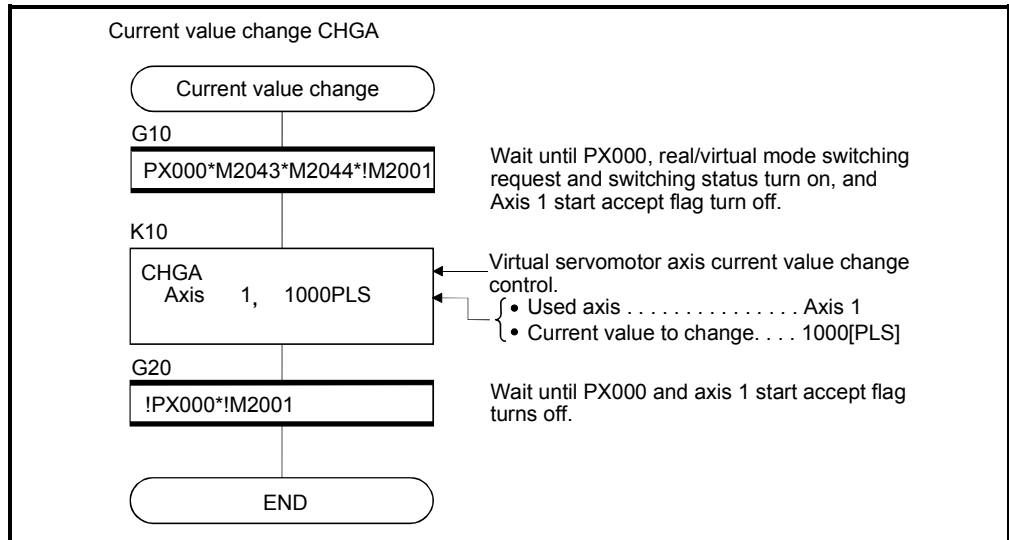 Current value change CHGA
Current value change
G10
PX000*M2043*M2044*!M2001
Wait until PX000, real/virtual mode switching
request and switching status turn on, and
Axis 1 start accept flag turn off.
K10
CHGA
Axis 1, 1000PLS
Virtual servomotor axis current value change
control.
• Used axis . . . . . . . . . . . . . . . Axis 1
• Current value to change. . . . 1000[PLS]
G20
!PX000*!M2001
Wait until PX000 and axis 1 start accept flag
turns off.
END